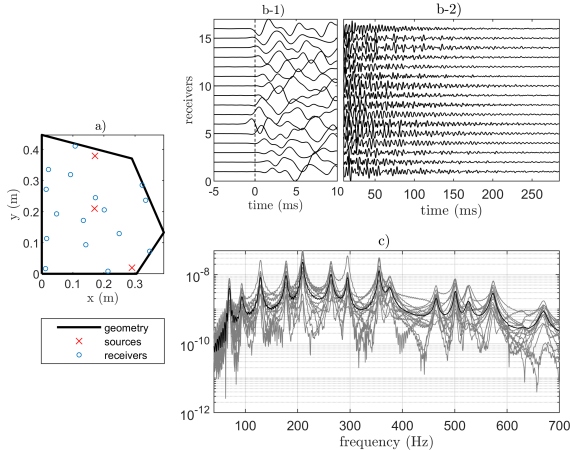 b-1)
b-2)
15
10
5
0
receivers
-5
0
5
10
time (ms)
50
100
150
200
250
time (ms)
a)
0.4
0.3
0.2
0.1
0
y (m)
0
0.1
0.2
0.3
x (m)
geometry
sources
receivers
c)
10-8
10-10
10-12
100
200
300
400
500
600
700
frequency (Hz)